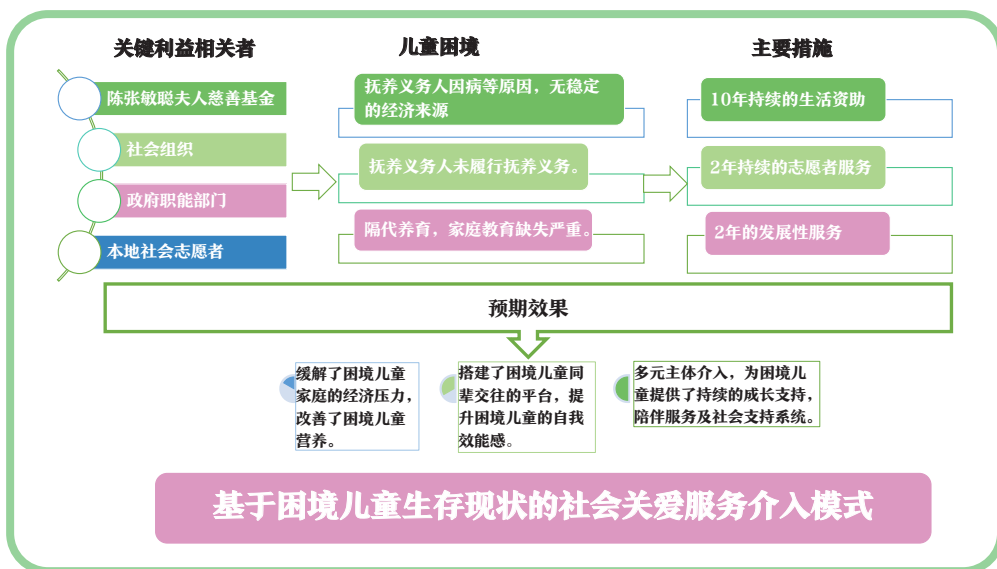 关键利益相关者
陈张敏聪夫人慈善基金
社会组织
政府职能部门
本地社会志愿者
儿童困境
抚养义务人因病等原因，无稳定
的经济来源
抚养义务人未履行抚养义务。
隔代养育，家庭教育缺失严重。
主要措施
10年持续的生活资助
2年持续的志愿者服务
2年的发展性服务
预期效果
缓解了困境儿童
家庭的经济压力，
改善了困境儿童
营养。
搭建了困境儿童同
辈交往的平台，提
升困境儿童的自我
效能感。
多元主体介入，为困境儿
童提供了持续的成长支持，
陪伴服务及社会支持系统。
基于困境儿童生存现状的社会关爱服务介入模式